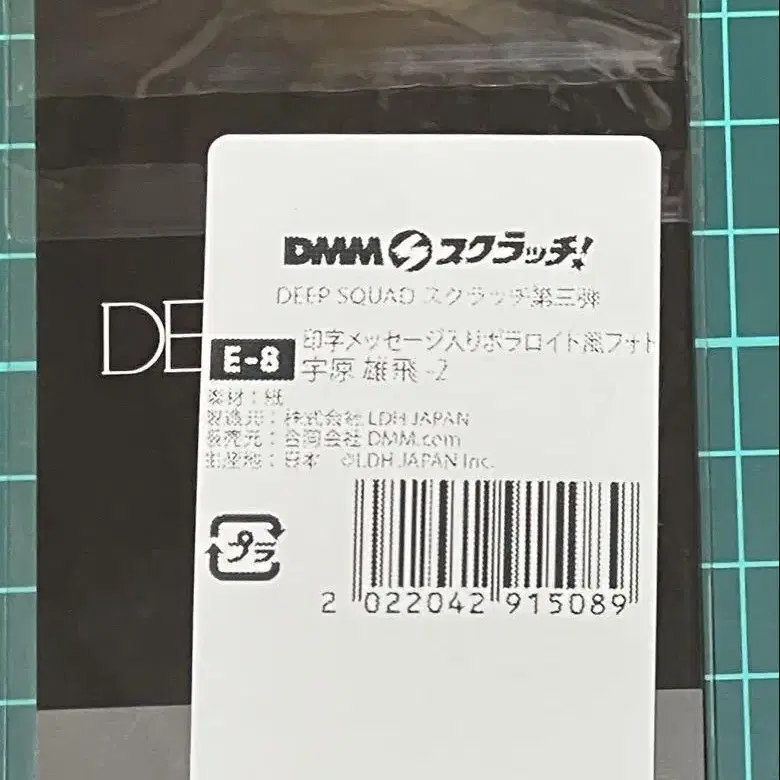 DMM スクラッチ!
DEEP SQUAD スクラッチ第三弾
DE
E-8
印字メッセージ入りポラロイド風フォト
宇原 雄飛 -2
素材：紙
製造元：株式会社 LDH JAPAN
販売元：合同会社 DMM.com
生産地：日本 ©LDH JAPAN Inc.
プラ
2 022042 915089